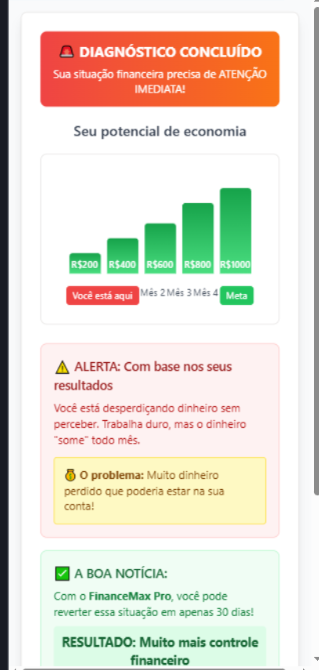 🚨 DIAGNÓSTICO CONCLUÍDO
Sua situação financeira precisa de ATENÇÃO
IMEDIATA!
Seu potencial de economia
R$200 R$400 R$600 R$800 R$1000
Você está aqui Mês 2 Mês 3 Mês 4 Meta
⚠️ ALERTA: Com base nos seus
resultados
Você está desperdiçando dinheiro sem
perceber. Trabalha duro, mas o dinheiro
"some" todo mês.
💰 O problema: Muito dinheiro
perdido que poderia estar na sua
conta!
✅ A BOA NOTÍCIA:
Com o FinanceMax Pro, você pode
reverter essa situação em apenas 30 dias!
RESULTADO: Muito mais controle
financeiro